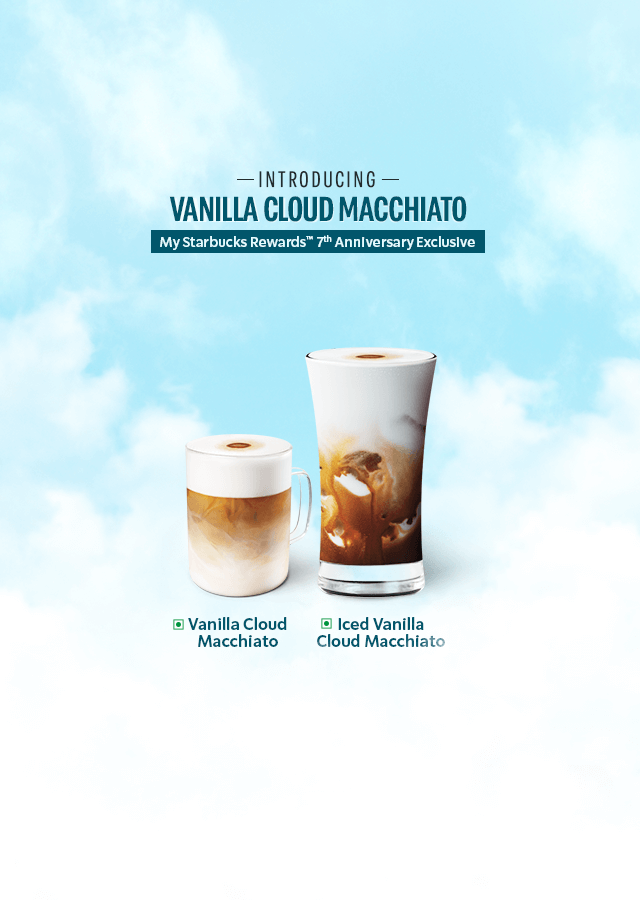 INTRODUCING
VANILLA CLOUD MACCHIATO
My Starbucks Rewards™ 7th Anniversary Exclusive
Vanilla Cloud
Macchiato
Iced Vanilla
Cloud Macchiato